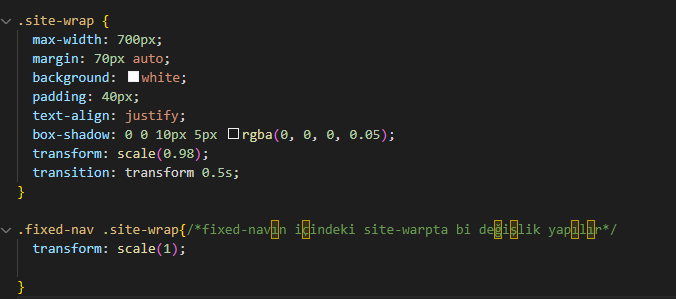 .site-wrap {
max-width: 700px;
margin: 70px auto;
background: white;
padding: 40px;
text-align: justify;
box-shadow: 0 0 10px 5px rgba(0, 0, 0, 0.05);
transform: scale(0.98);
transition: transform 0.5s;
}
.fixed-nav .site-wrap{/*fixed-navın içindeki site-warpta bi değişlik yapılır*/
transform: scale(1);
}